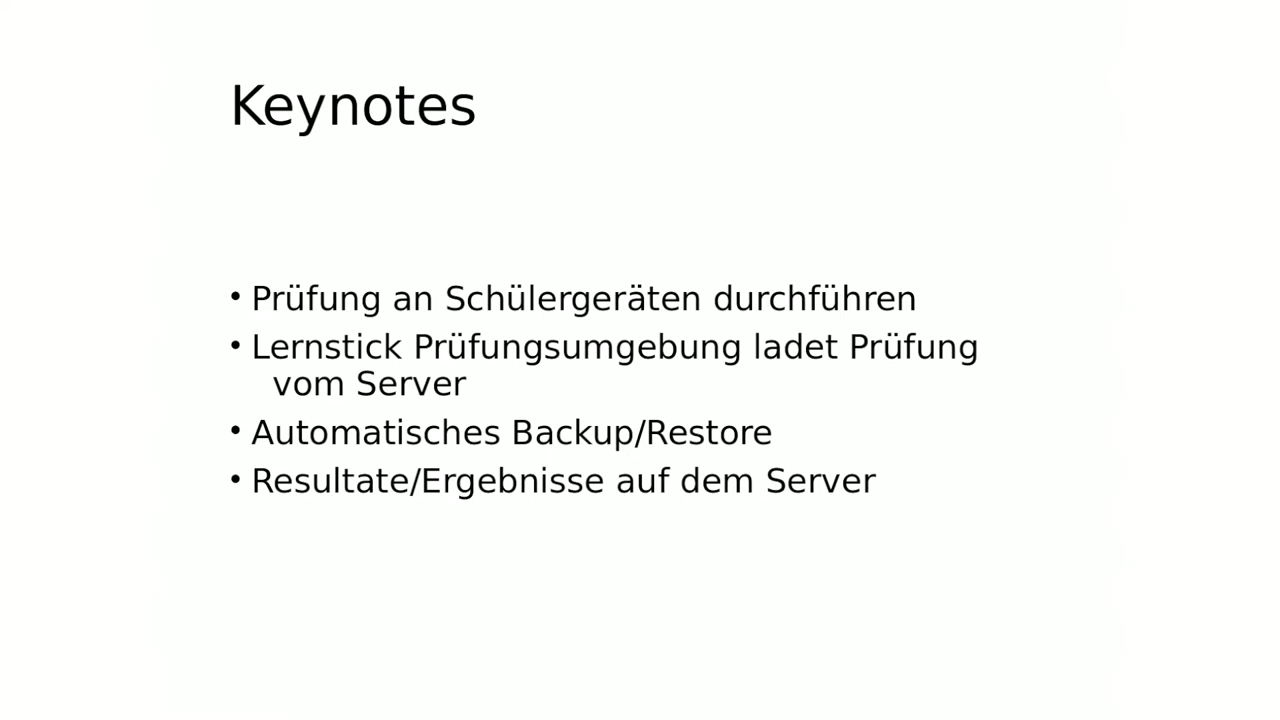 Keynotes
• Prüfung an Schülergeräten durchführen
• Lernstick Prüfungsumgebung ladet Prüfung
vom Server
• Automatisches Backup/Restore
• Resultate/Ergebnisse auf dem Server